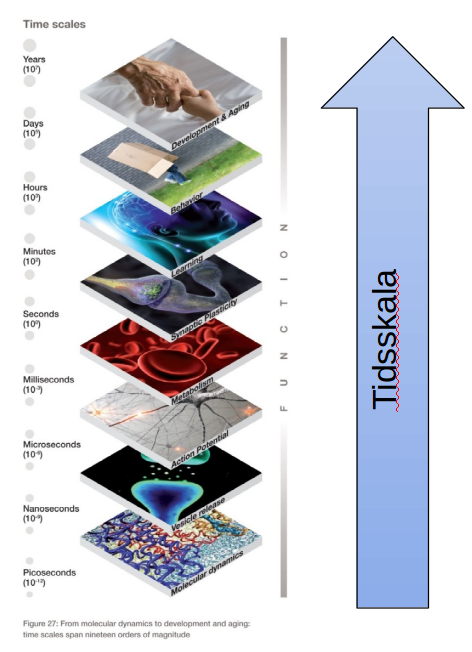 Time scales
Years
(10⁷)
Development & Aging
Days
(10⁵)
Behavior
Hours
(10³)
Learning
Minutes
(10²)
Synaptic Plasticity
Seconds
(10⁰)
Metabolism
Milliseconds
(10⁻³)
Action Potential
Microseconds
(10⁻⁶)
Vesicle release
Nanoseconds
(10⁻⁹)
Molecular dynamics
Picoseconds
(10⁻¹²)
FUNCTION
Tidsskala
Figure 27: From molecular dynamics to development and aging:
time scales span nineteen orders of magnitude